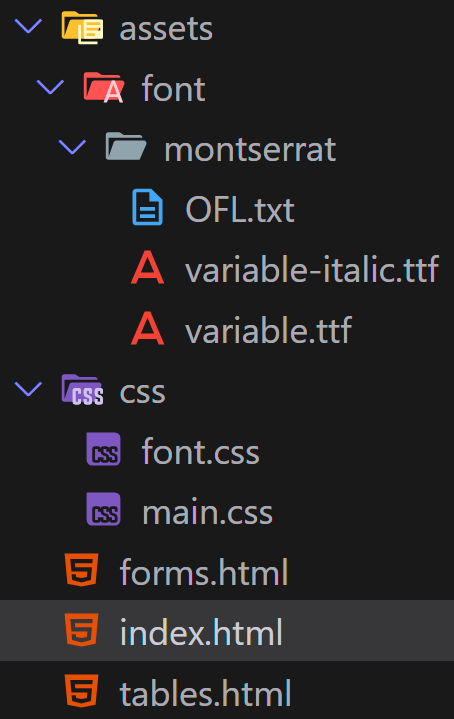 assets
font
montserrat
OFL.txt
variable-italic.ttf
variable.ttf
css
font.css
main.css
forms.html
index.html
tables.html